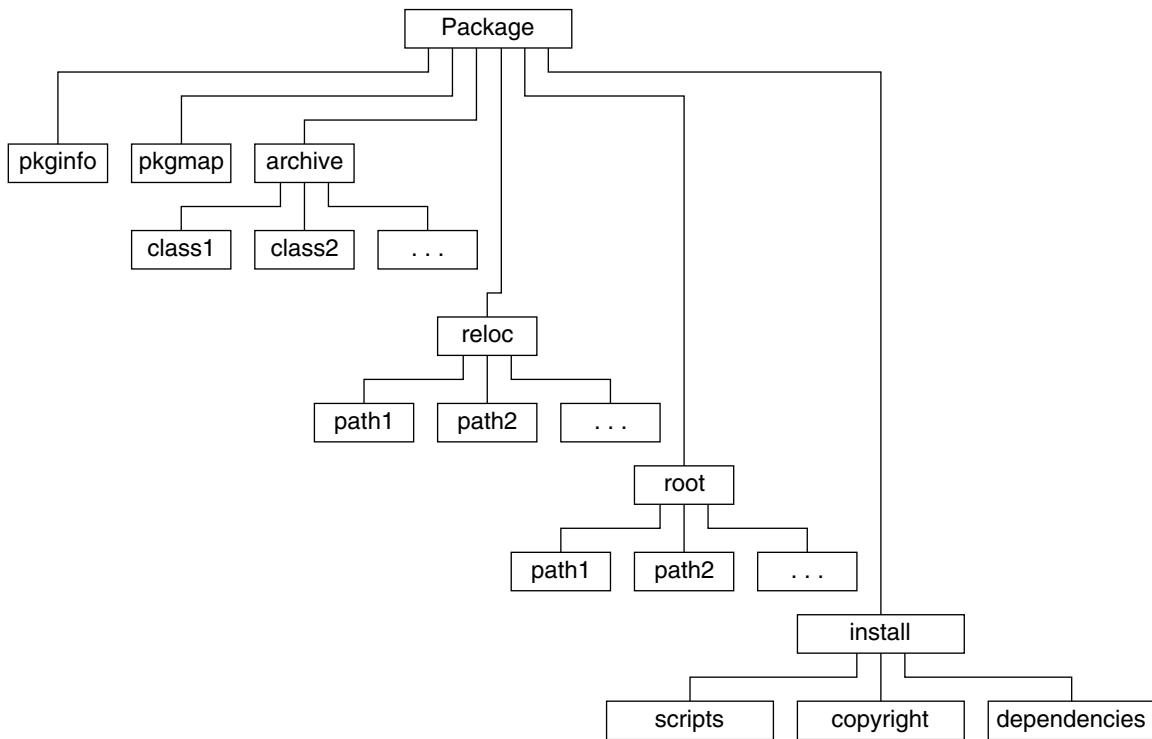 Package
pkginfo
pkgmap
archive
class1
class2
. . .
reloc
path1
path2
. . .
root
path1
path2
. . .
install
scripts
copyright
dependencies